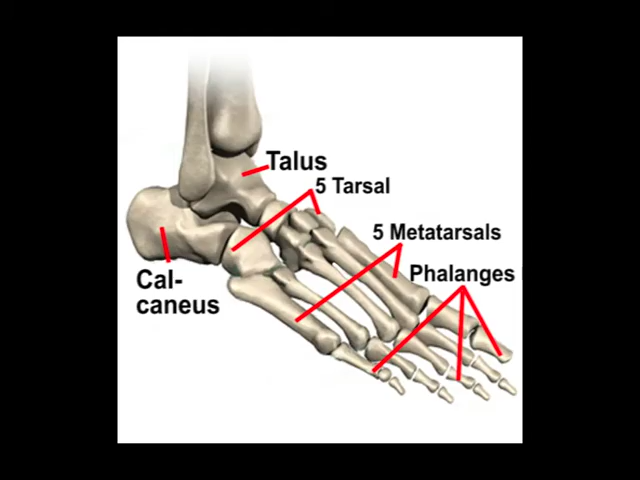 Talus
5 Tarsal
5 Metatarsals
Phalanges
Cal-
caneus